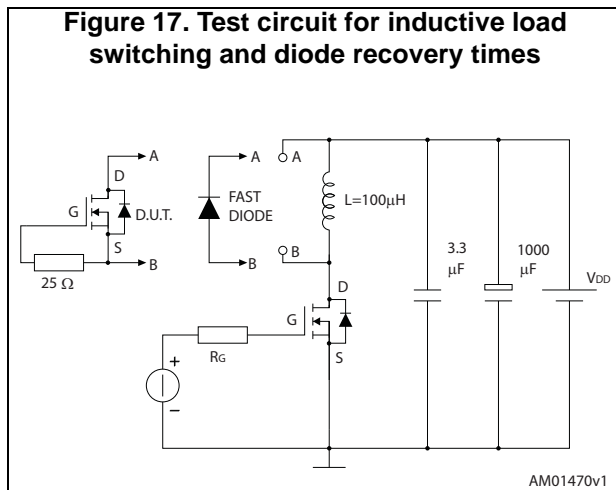 Figure 17. Test circuit for inductive load
switching and diode recovery times
A
D
G
D.U.T.
S
B
25 Ω
A
FAST
DIODE
B
A
L=100μH
B
D
G
S
RG
+
–
3.3
μF
1000
μF
VDD
AM01470v1